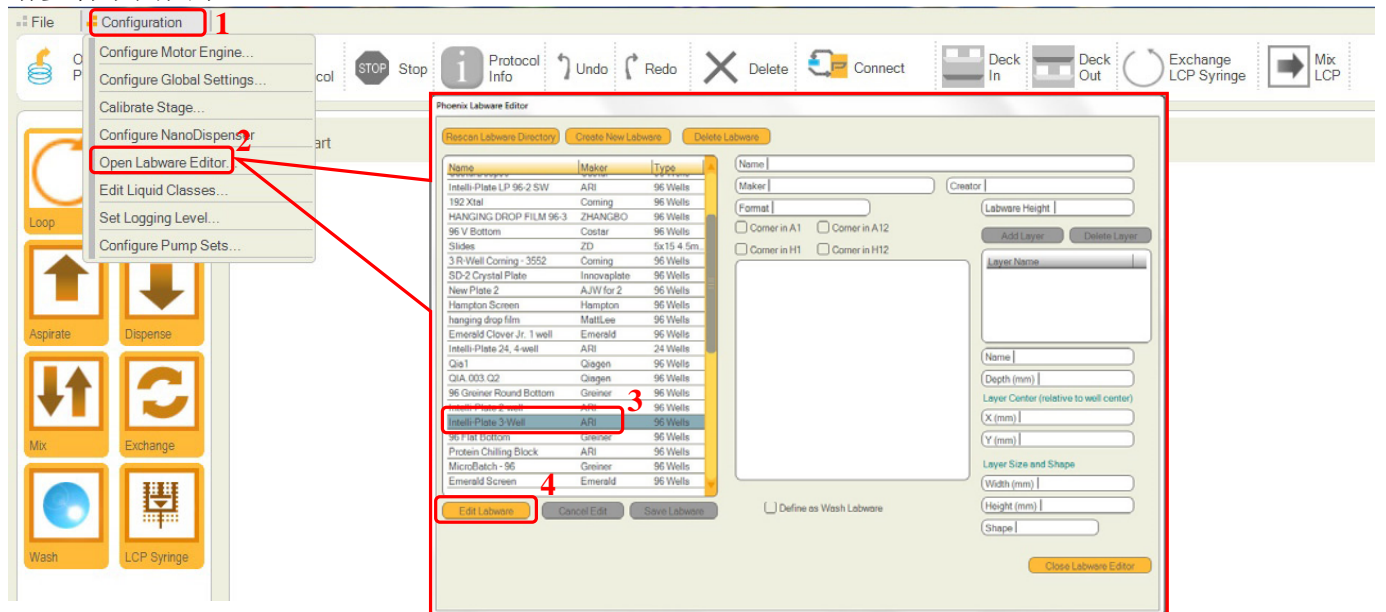 File
Configuration
1
Configure Motor Engine...
Configure Global Settings...
Calibrate Stage...
Configure NanoDispenser
2
Open Labware Editor...
Edit Liquid Classes...
Set Logging Level...
Configure Pump Sets...
STOP Stop
Protocol Info
Undo
Redo
Delete
Connect
Deck In
Deck Out
Exchange LCP Syringe
Mix LCP
Loop
Aspirate
Dispense
Mix
Exchange
Wash
LCP Syringe
Phoenix Labware Editor
Rescan Labware Directory
Create New Labware
Delete Labware
Name Maker Type
Intelli-Plate LP 96-2 SW ARI 96 Wells
192 Xtal Corning 96 Wells
HANGING DROP FILM 96-3 ZHANGBO 96 Wells
96 V Bottom Costar 96 Wells
Slides ZD 5x15 4.5m...
3 R-Well Corning - 3552 Corning 96 Wells
SD-2 Crystal Plate Innovaplate 96 Wells
New Plate 2 AJW for 2 96 Wells
Hampton Screen Hampton 96 Wells
hanging drop film MattLee 96 Wells
Emerald Clover Jr. 1 well Emerald 96 Wells
Intelli-Plate 24, 4-well ARI 24 Wells
Qia1 Qiagen 96 Wells
QIA.003.Q2 Qiagen 96 Wells
96 Greiner Round Bottom Greiner 96 Wells
Intelli-Plate 2-well ARI 96 Wells
3
Intelli-Plate 3-Well ARI 96 Wells
96 Flat Bottom Greiner 96 Wells
Protein Chilling Block ARI 96 Wells
MicroBatch - 96 Greiner 96 Wells
Emerald Screen Emerald 96 Wells
4
Edit Labware
Cancel Edit
Save Labware
Name
Maker
Creator
Format
Labware Height
Corner in A1
Corner in A12
Corner in H1
Corner in H12
Add Layer
Delete Layer
Layer Name
Name
Depth (mm)
Layer Center (relative to well center)
X (mm)
Y (mm)
Layer Size and Shape
Width (mm)
Height (mm)
Shape
Define as Wash Labware
Close Labware Editor